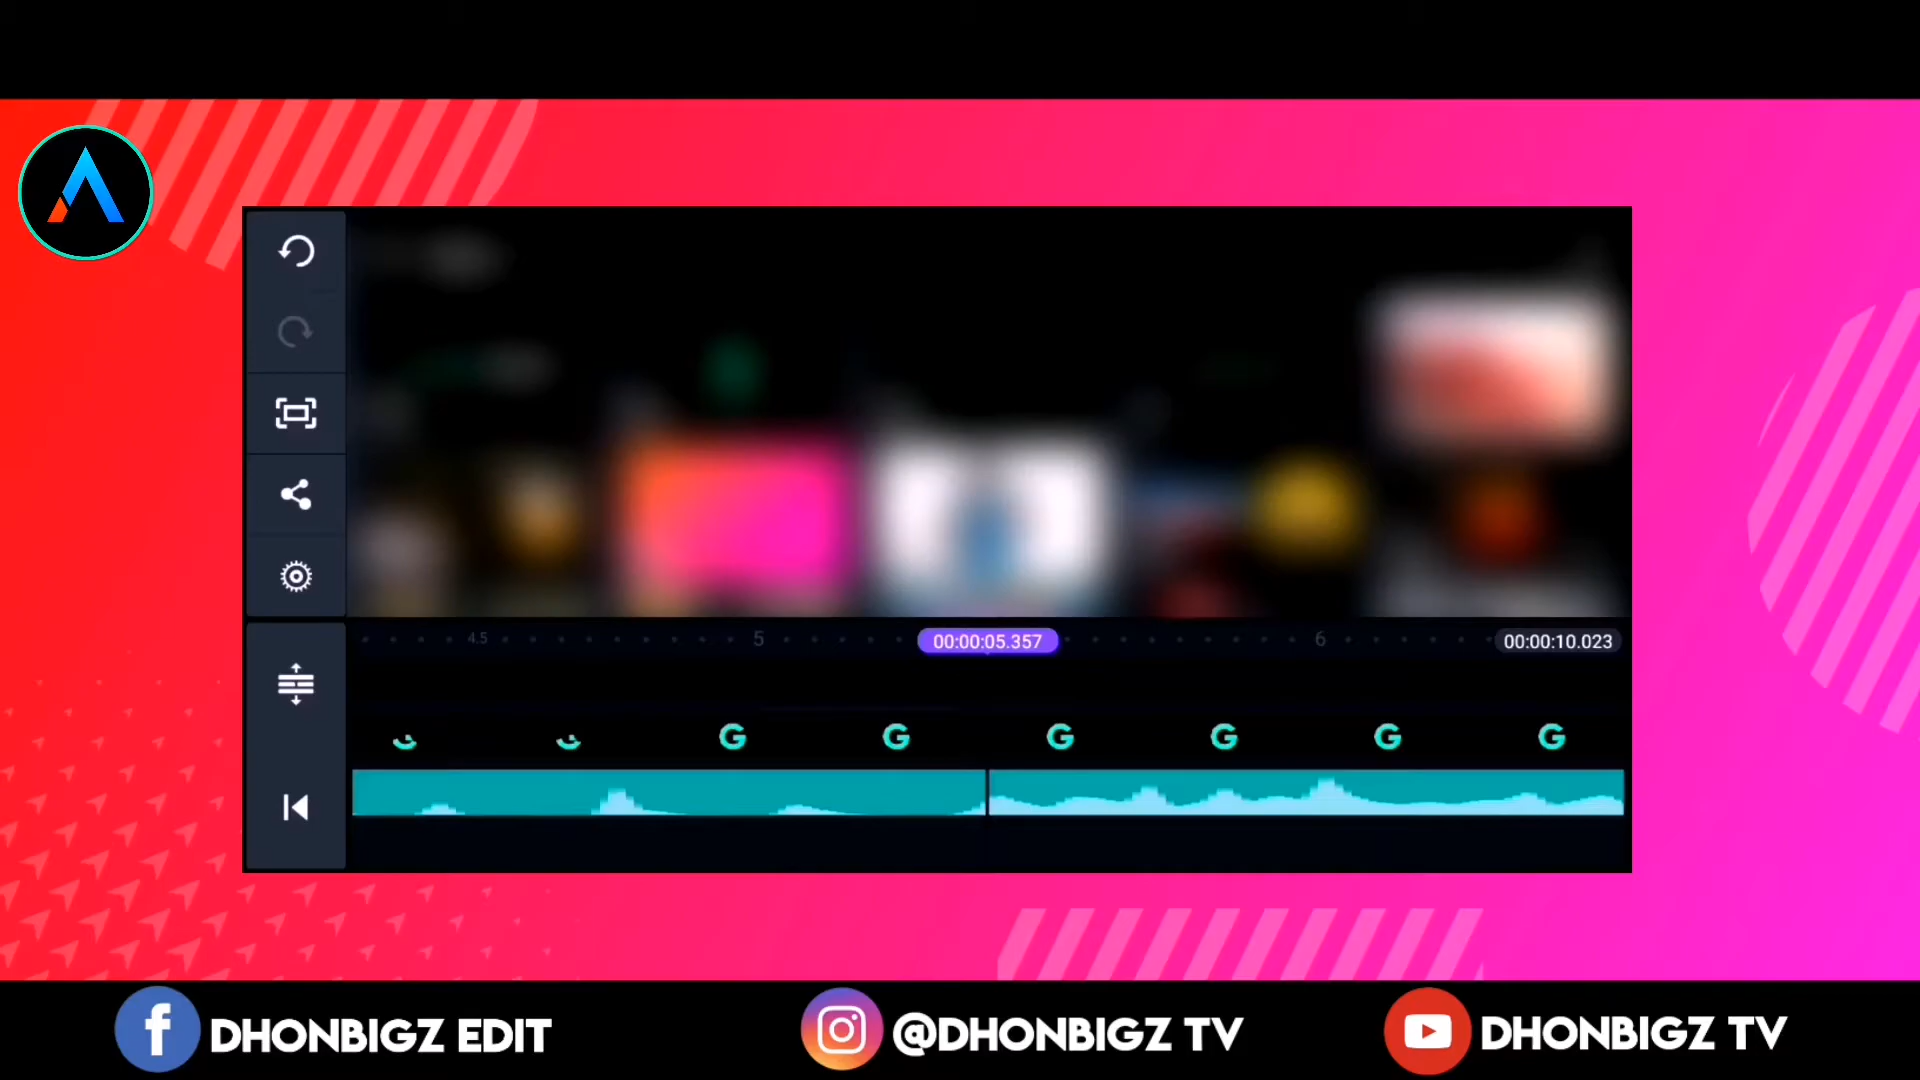 4.5
5
00:00:05.357
6
00:00:10.023
G G G G G G
DHONBIGZ EDIT
@DHONBIGZ TV
DHONBIGZ TV